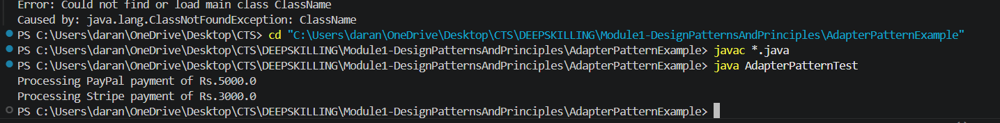 Error: Could not find or load main class ClassName
Caused by: java.lang.ClassNotFoundException: ClassName
PS C:\Users\daran\OneDrive\Desktop\CTS> cd "C:\Users\daran\OneDrive\Desktop\CTS\DEEPSKILLING\Module1-DesignPatternsAndPrinciples\AdapterPatternExample"
PS C:\Users\daran\OneDrive\Desktop\CTS\DEEPSKILLING\Module1-DesignPatternsAndPrinciples\AdapterPatternExample> javac *.java
PS C:\Users\daran\OneDrive\Desktop\CTS\DEEPSKILLING\Module1-DesignPatternsAndPrinciples\AdapterPatternExample> java AdapterPatternTest
Processing PayPal payment of Rs.5000.0
Processing Stripe payment of Rs.3000.0
PS C:\Users\daran\OneDrive\Desktop\CTS\DEEPSKILLING\Module1-DesignPatternsAndPrinciples\AdapterPatternExample>